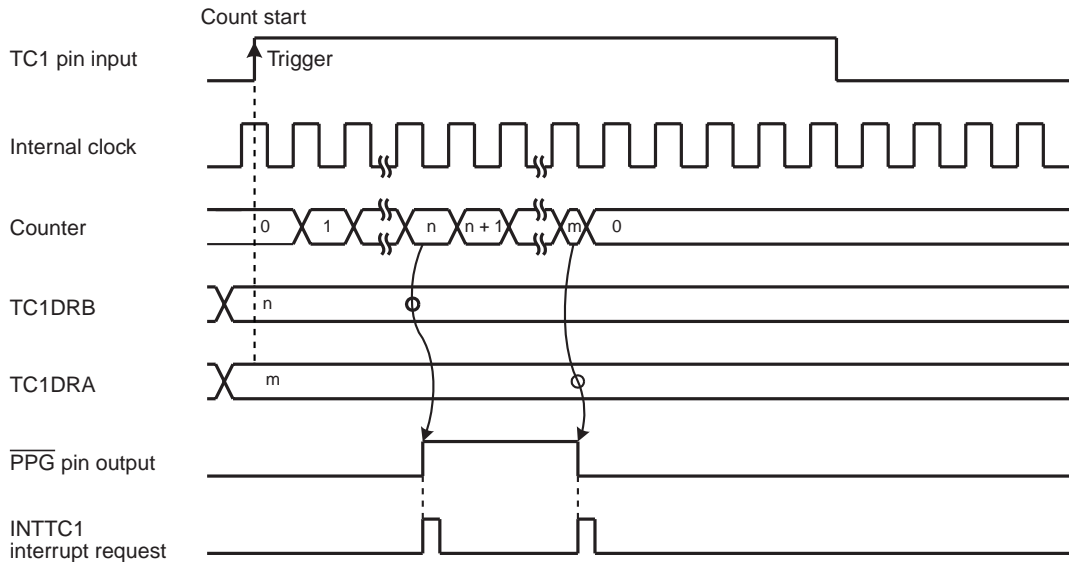 Count start
TC1 pin input
Trigger
Internal clock
Counter
0 1 n n + 1 m 0
TC1DRB
n
TC1DRA
m
PPG pin output
INTTC1
interrupt request